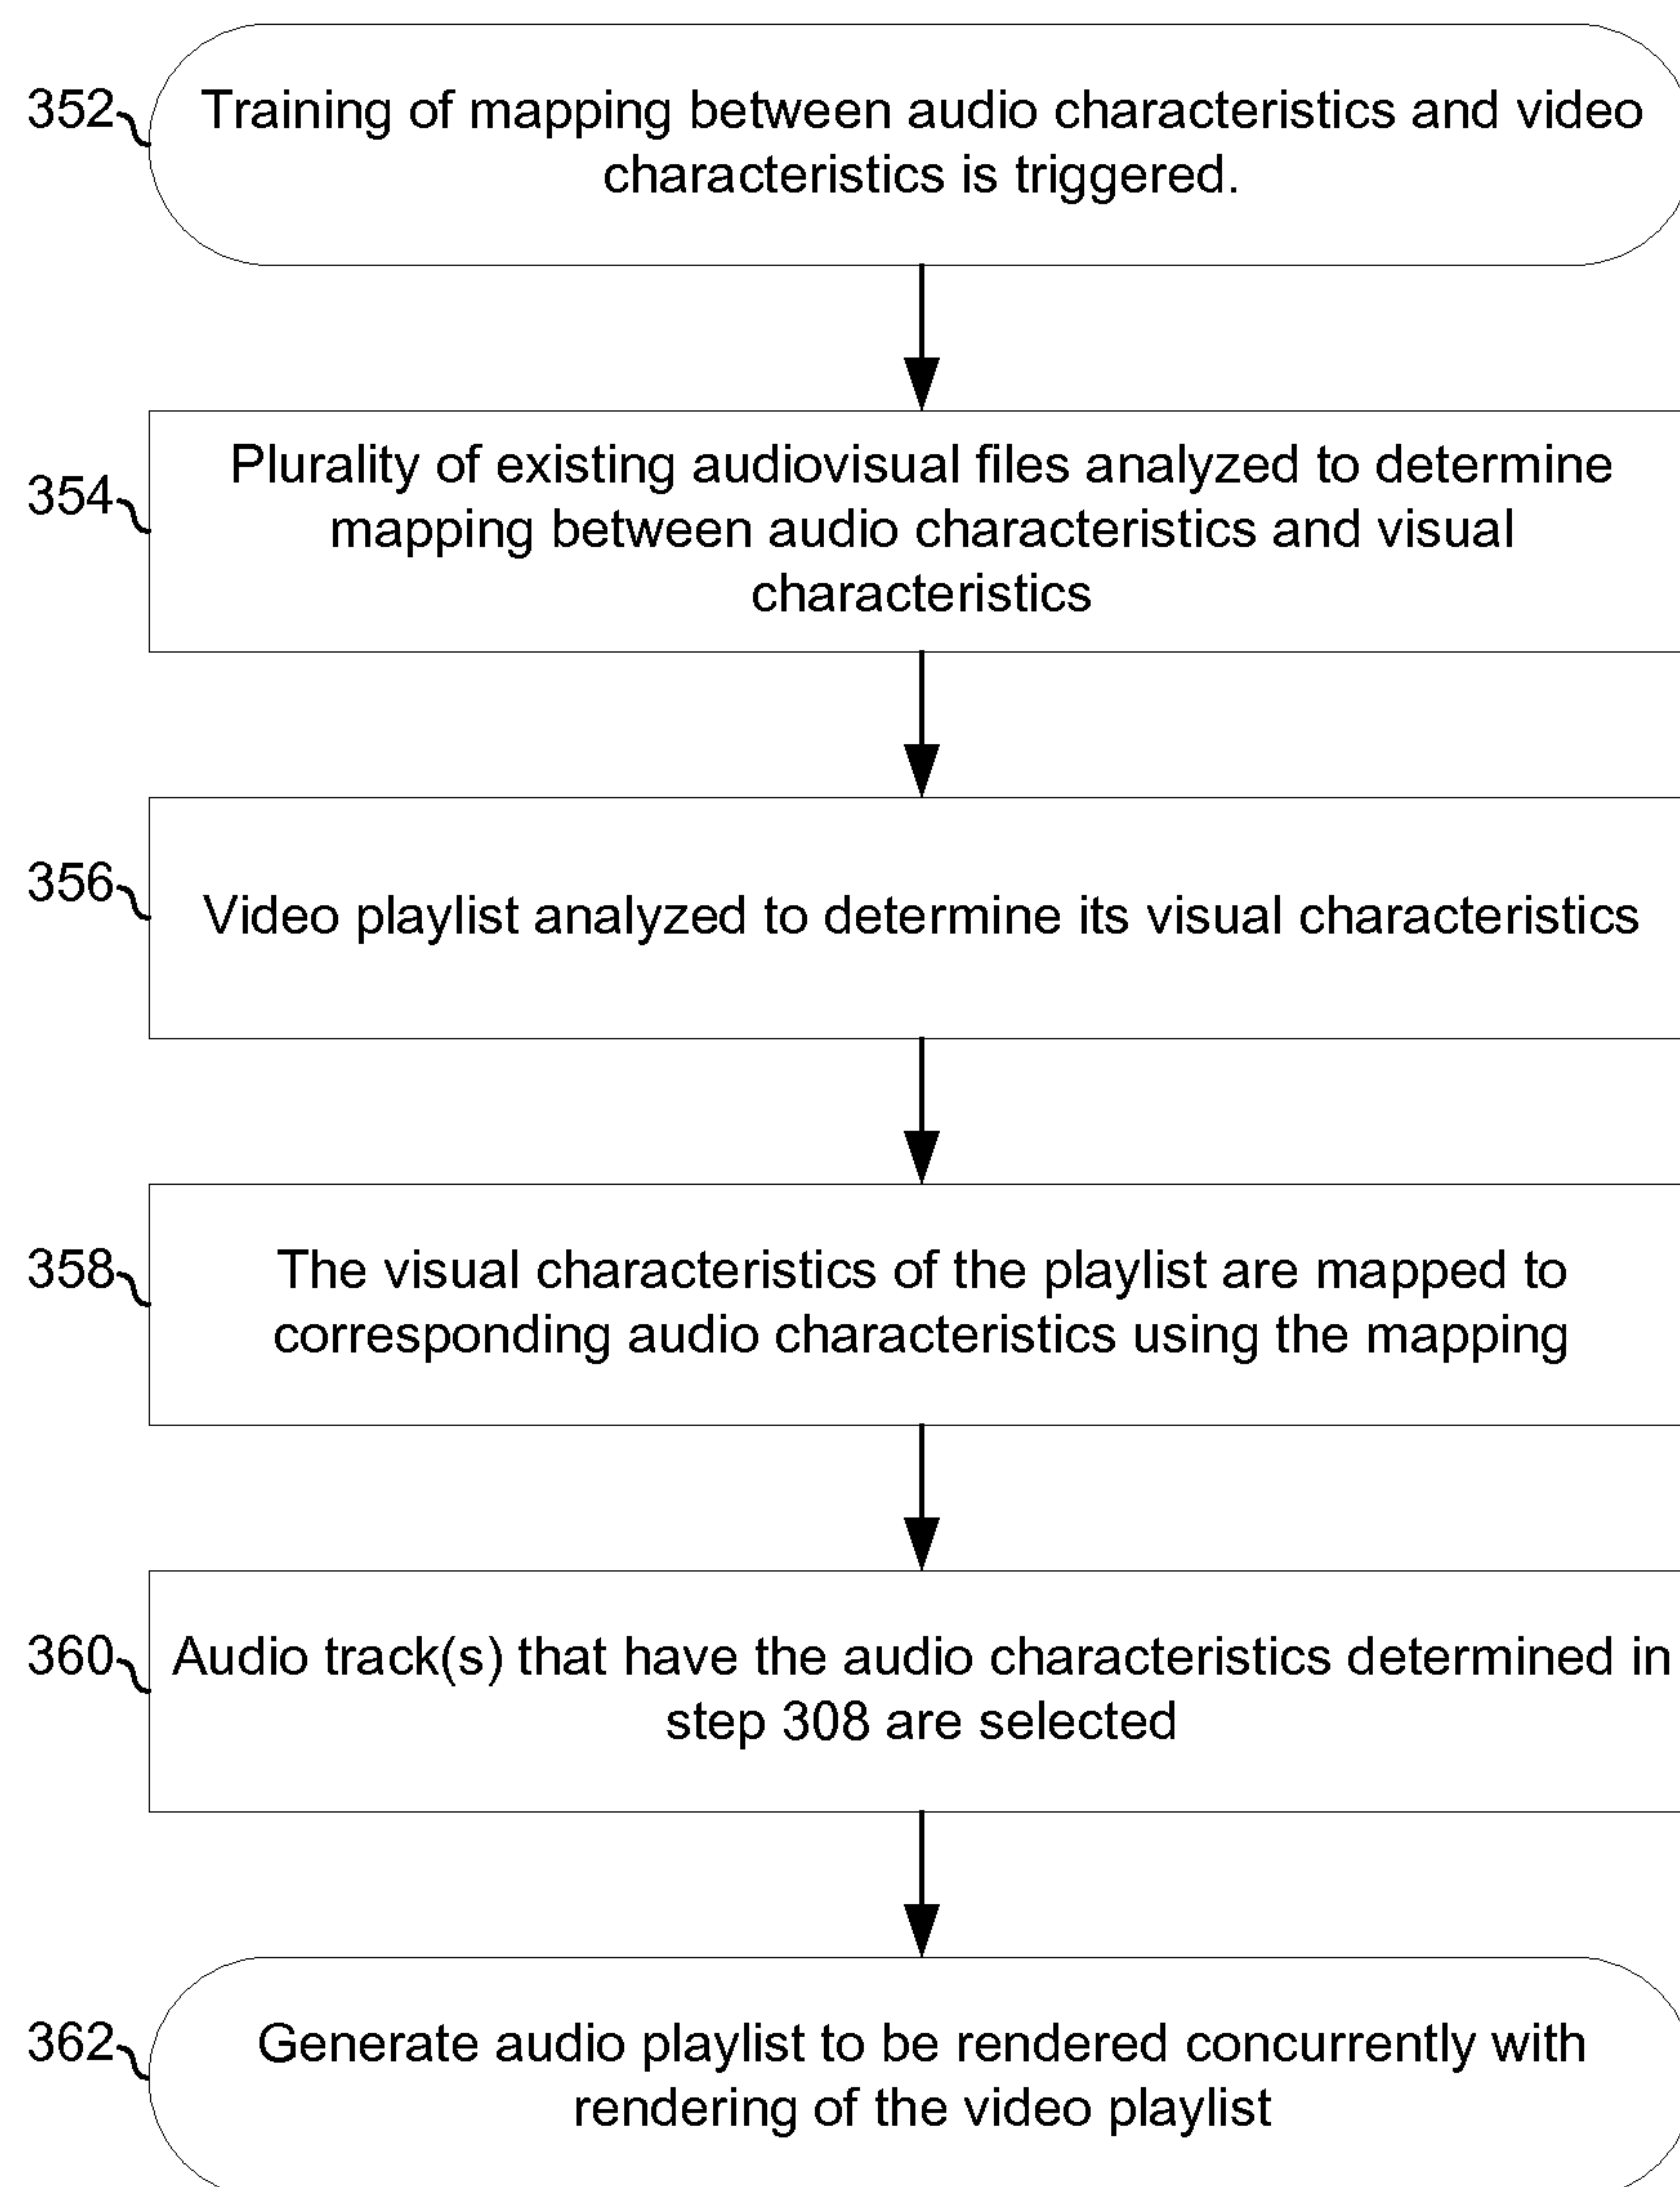 352
Training of mapping between audio characteristics and video
characteristics is triggered.
354
Plurality of existing audiovisual files analyzed to determine
mapping between audio characteristics and visual
characteristics
356
Video playlist analyzed to determine its visual characteristics
358
The visual characteristics of the playlist are mapped to
corresponding audio characteristics using the mapping
360
Audio track(s) that have the audio characteristics determined in
step 308 are selected
362
Generate audio playlist to be rendered concurrently with
rendering of the video playlist